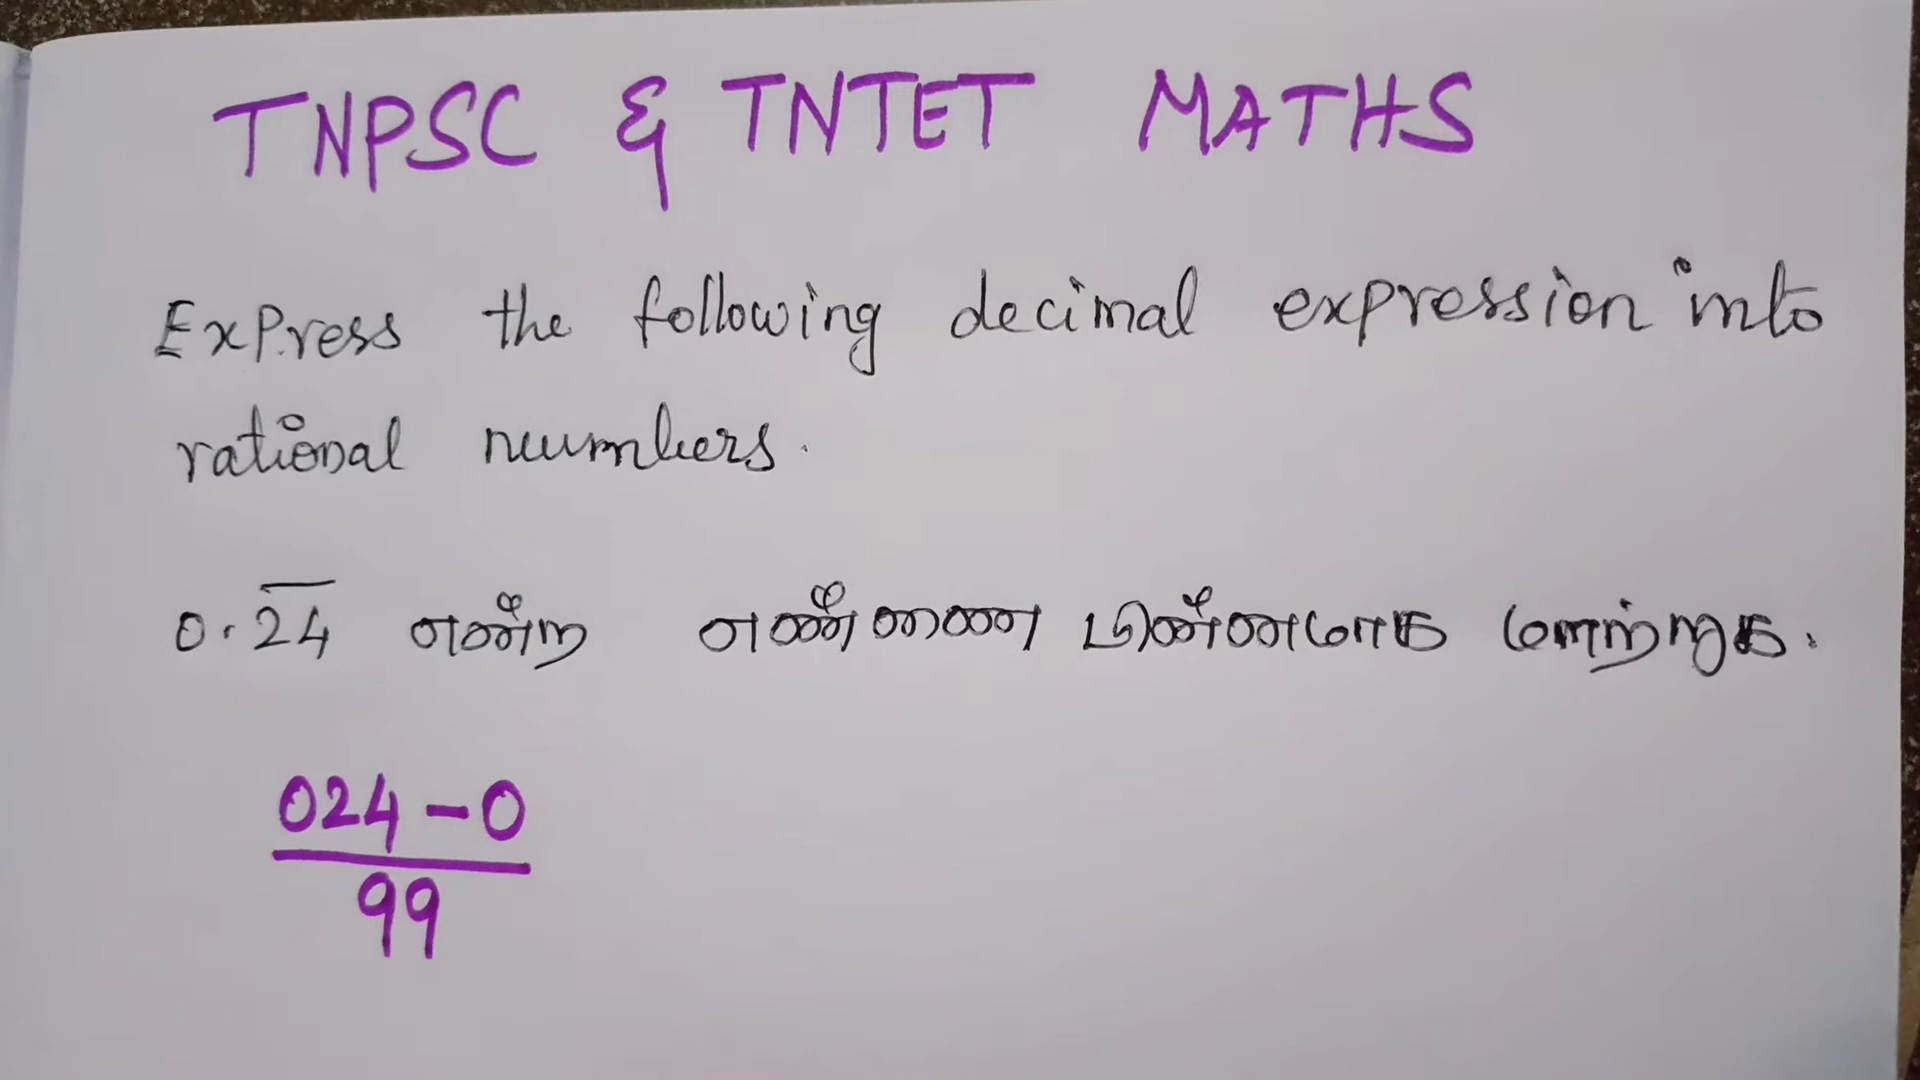 TNPSC & TNTET MATHS
Express the following decimal expression into
rational numbers.
0.2̅4̅ என்ற எண்ணை பின்னமாக மாற்றுக.
024 - 0
99